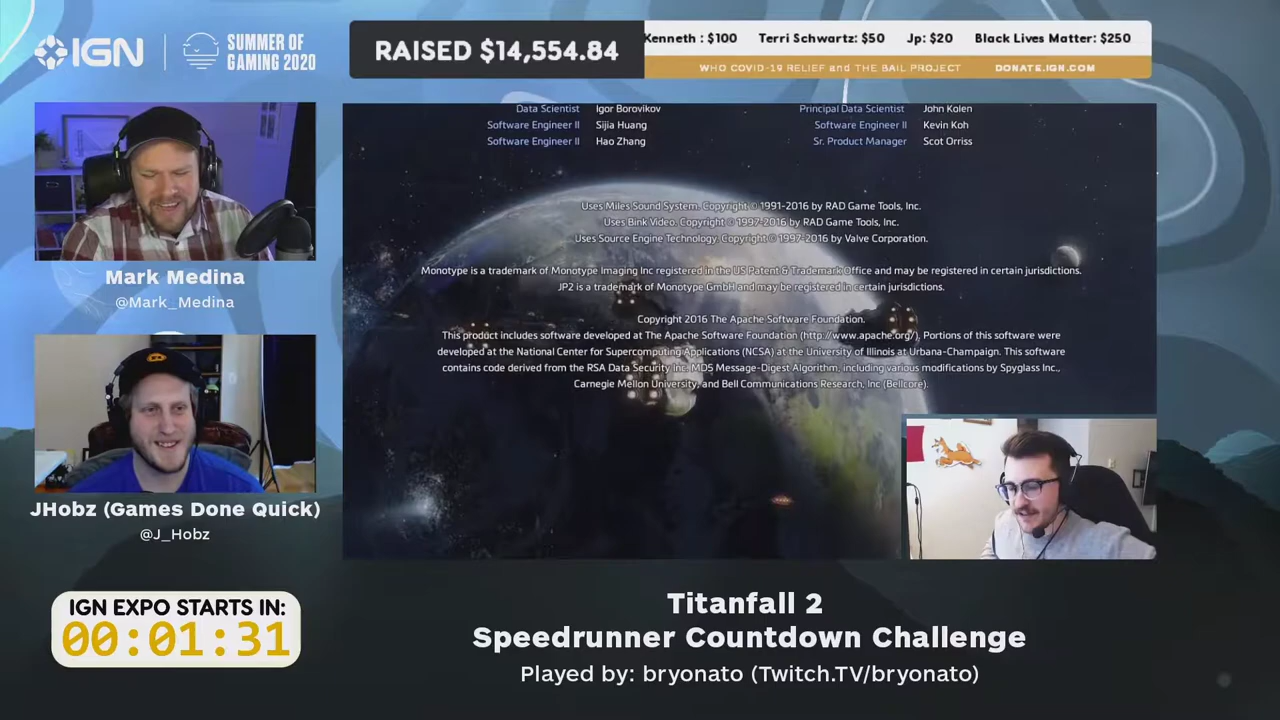 IGN
SUMMER OF
GAMING 2020
RAISED $14,554.84
Kenneth : $100 Terri Schwartz: $50 Jp: $20 Black Lives Matter: $250
WHO COVID-19 RELIEF and THE BAIL PROJECT DONATE.IGN.COM
Data Scientist Igor Borovikov Principal Data Scientist John Kolen
Software Engineer II Sijia Huang Software Engineer II Kevin Koh
Software Engineer II Hao Zhang Sr. Product Manager Scot Orriss
Uses Miles Sound System. Copyright © 1991-2016 by RAD Game Tools, Inc.
Uses Bink Video. Copyright © 1997-2016 by RAD Game Tools, Inc.
Uses Source Engine Technology. Copyright © 1997-2016 by Valve Corporation.
Monotype is a trademark of Monotype Imaging Inc registered in the US Patent & Trademark Office and may be registered in certain jurisdictions.
JP2 is a trademark of Monotype GmbH and may be registered in certain jurisdictions.
Copyright 2016 The Apache Software Foundation.
This product includes software developed at The Apache Software Foundation (http://www.apache.org/). Portions of this software were
developed at the National Center for Supercomputing Applications (NCSA) at the University of Illinois at Urbana-Champaign. This software
contains code derived from the RSA Data Security Inc. MD5 Message-Digest Algorithm, including various modifications by Spyglass Inc.,
Carnegie Mellon University, and Bell Communications Research, Inc (Bellcore).
Mark Medina
@Mark_Medina
JHobz (Games Done Quick)
@J_Hobz
IGN EXPO STARTS IN:
00:01:31
Titanfall 2
Speedrunner Countdown Challenge
Played by: bryonato (Twitch.TV/bryonato)